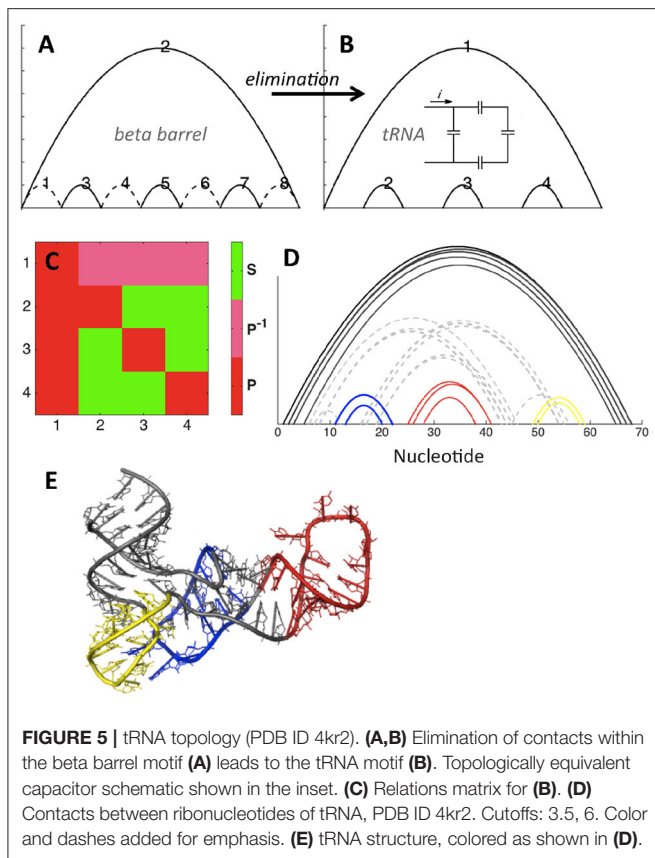 A
B
2
1
elimination
beta barrel
tRNA
i
1 3 4 5 6 7 8
2 3 4
C
D
1
2
3
4
1 2 3 4
S
P⁻¹
P
0 10 20 30 40 50 60 70
Nucleotide
E
FIGURE 5 | tRNA topology (PDB ID 4kr2). (A,B) Elimination of contacts within
the beta barrel motif (A) leads to the tRNA motif (B). Topologically equivalent
capacitor schematic shown in the inset. (C) Relations matrix for (B). (D)
Contacts between ribonucleotides of tRNA, PDB ID 4kr2. Cutoffs: 3.5, 6. Color
and dashes added for emphasis. (E) tRNA structure, colored as shown in (D).